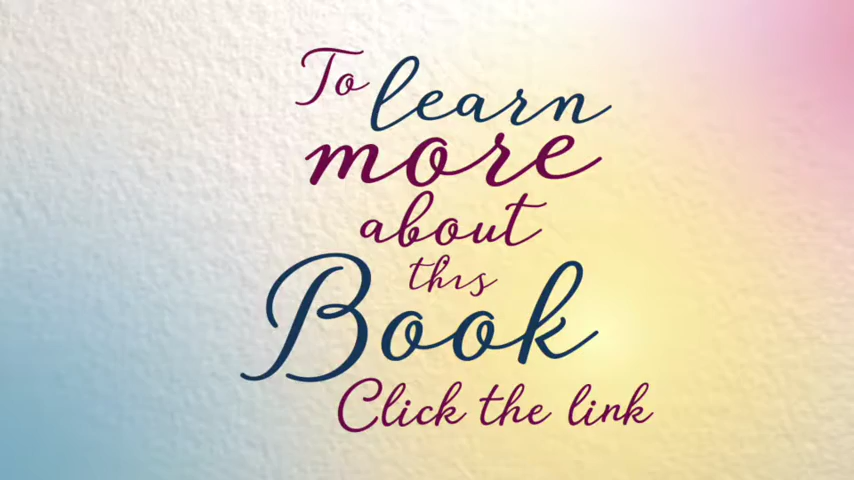 To learn
more
about
this
Book
Click the link